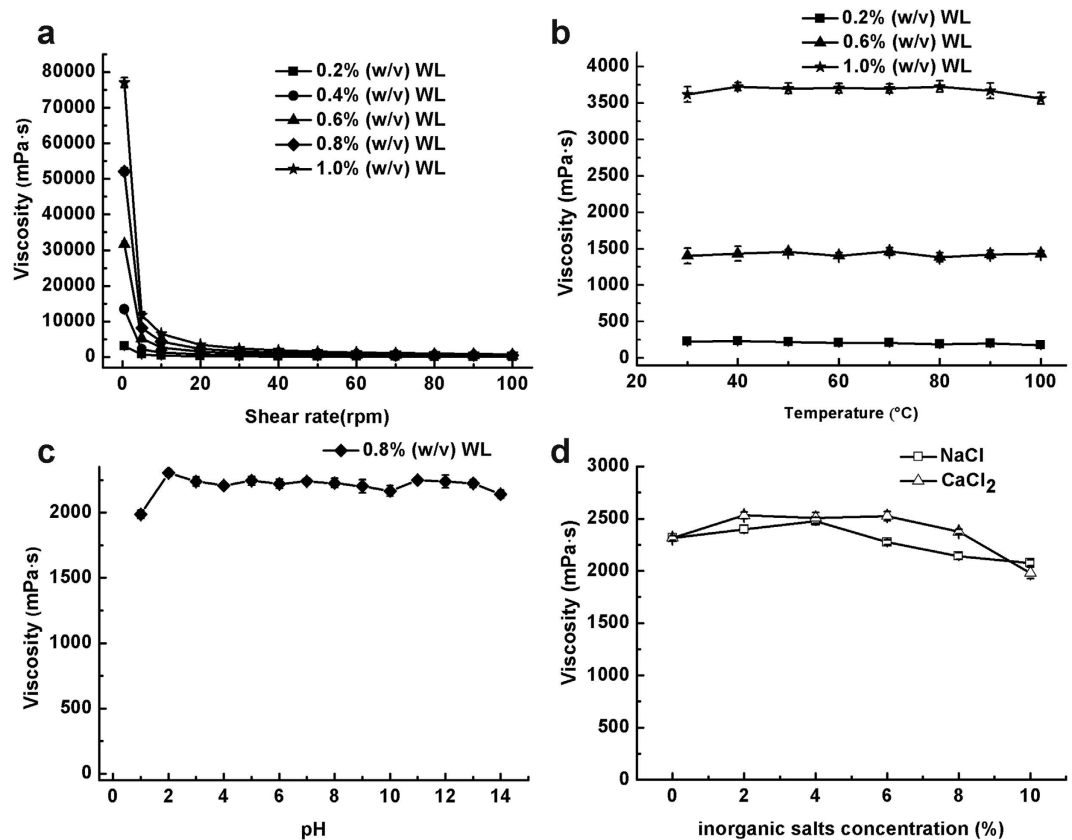 a
0.2% (w/v) WL
0.4% (w/v) WL
0.6% (w/v) WL
0.8% (w/v) WL
1.0% (w/v) WL
80000
70000
60000
50000
40000
30000
20000
10000
0
Viscosity (mPa·s)
0 20 40 60 80 100
Shear rate(rpm)
b
0.2% (w/v) WL
0.6% (w/v) WL
1.0% (w/v) WL
4000
3500
3000
2500
2000
1500
1000
500
0
Viscosity (mPa·s)
20 40 60 80 100
Temperature (°C)
c
0.8% (w/v) WL
2000
1500
1000
500
0
Viscosity (mPa·s)
0 2 4 6 8 10 12 14
pH
d
NaCl
CaCl₂
3000
2500
2000
1500
1000
500
0
Viscosity (mPa·s)
0 2 4 6 8 10
inorganic salts concentration (%)